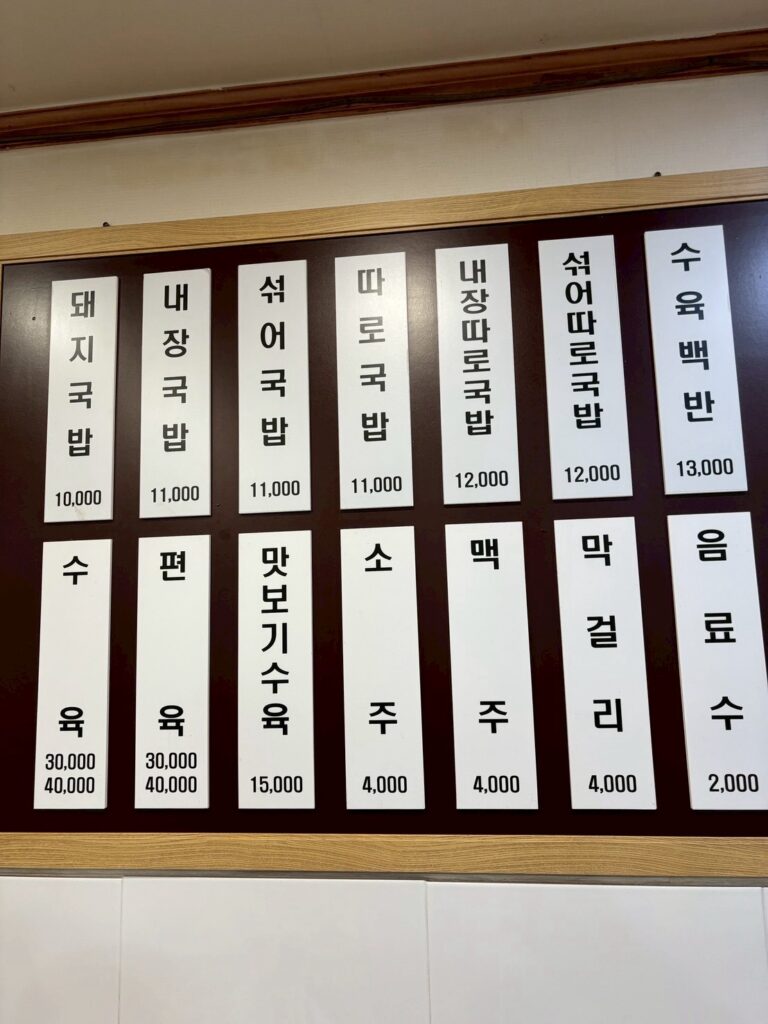 돼지국밥
10,000
내장국밥
11,000
섞어국밥
11,000
따로국밥
11,000
내장따로국밥
12,000
섞어따로국밥
12,000
수육백반
13,000
수육
30,000
40,000
편육
30,000
40,000
맛보기수육
15,000
소주
4,000
맥주
4,000
막걸리
4,000
음료수
2,000